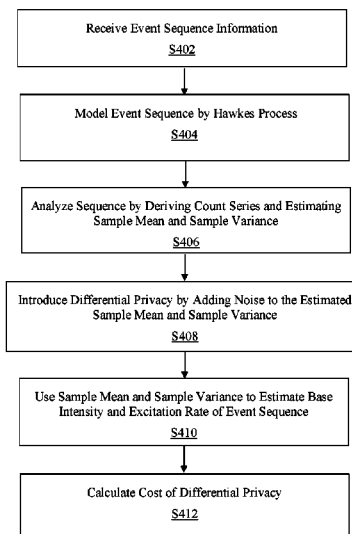 Receive Event Sequence Information
S402
Model Event Sequence by Hawkes Process
S404
Analyze Sequence by Deriving Count Series and Estimating
Sample Mean and Sample Variance
S406
Introduce Differential Privacy by Adding Noise to the Estimated
Sample Mean and Sample Variance
S408
Use Sample Mean and Sample Variance to Estimate Base
Intensity and Excitation Rate of Event Sequence
S410
Calculate Cost of Differential Privacy
S412